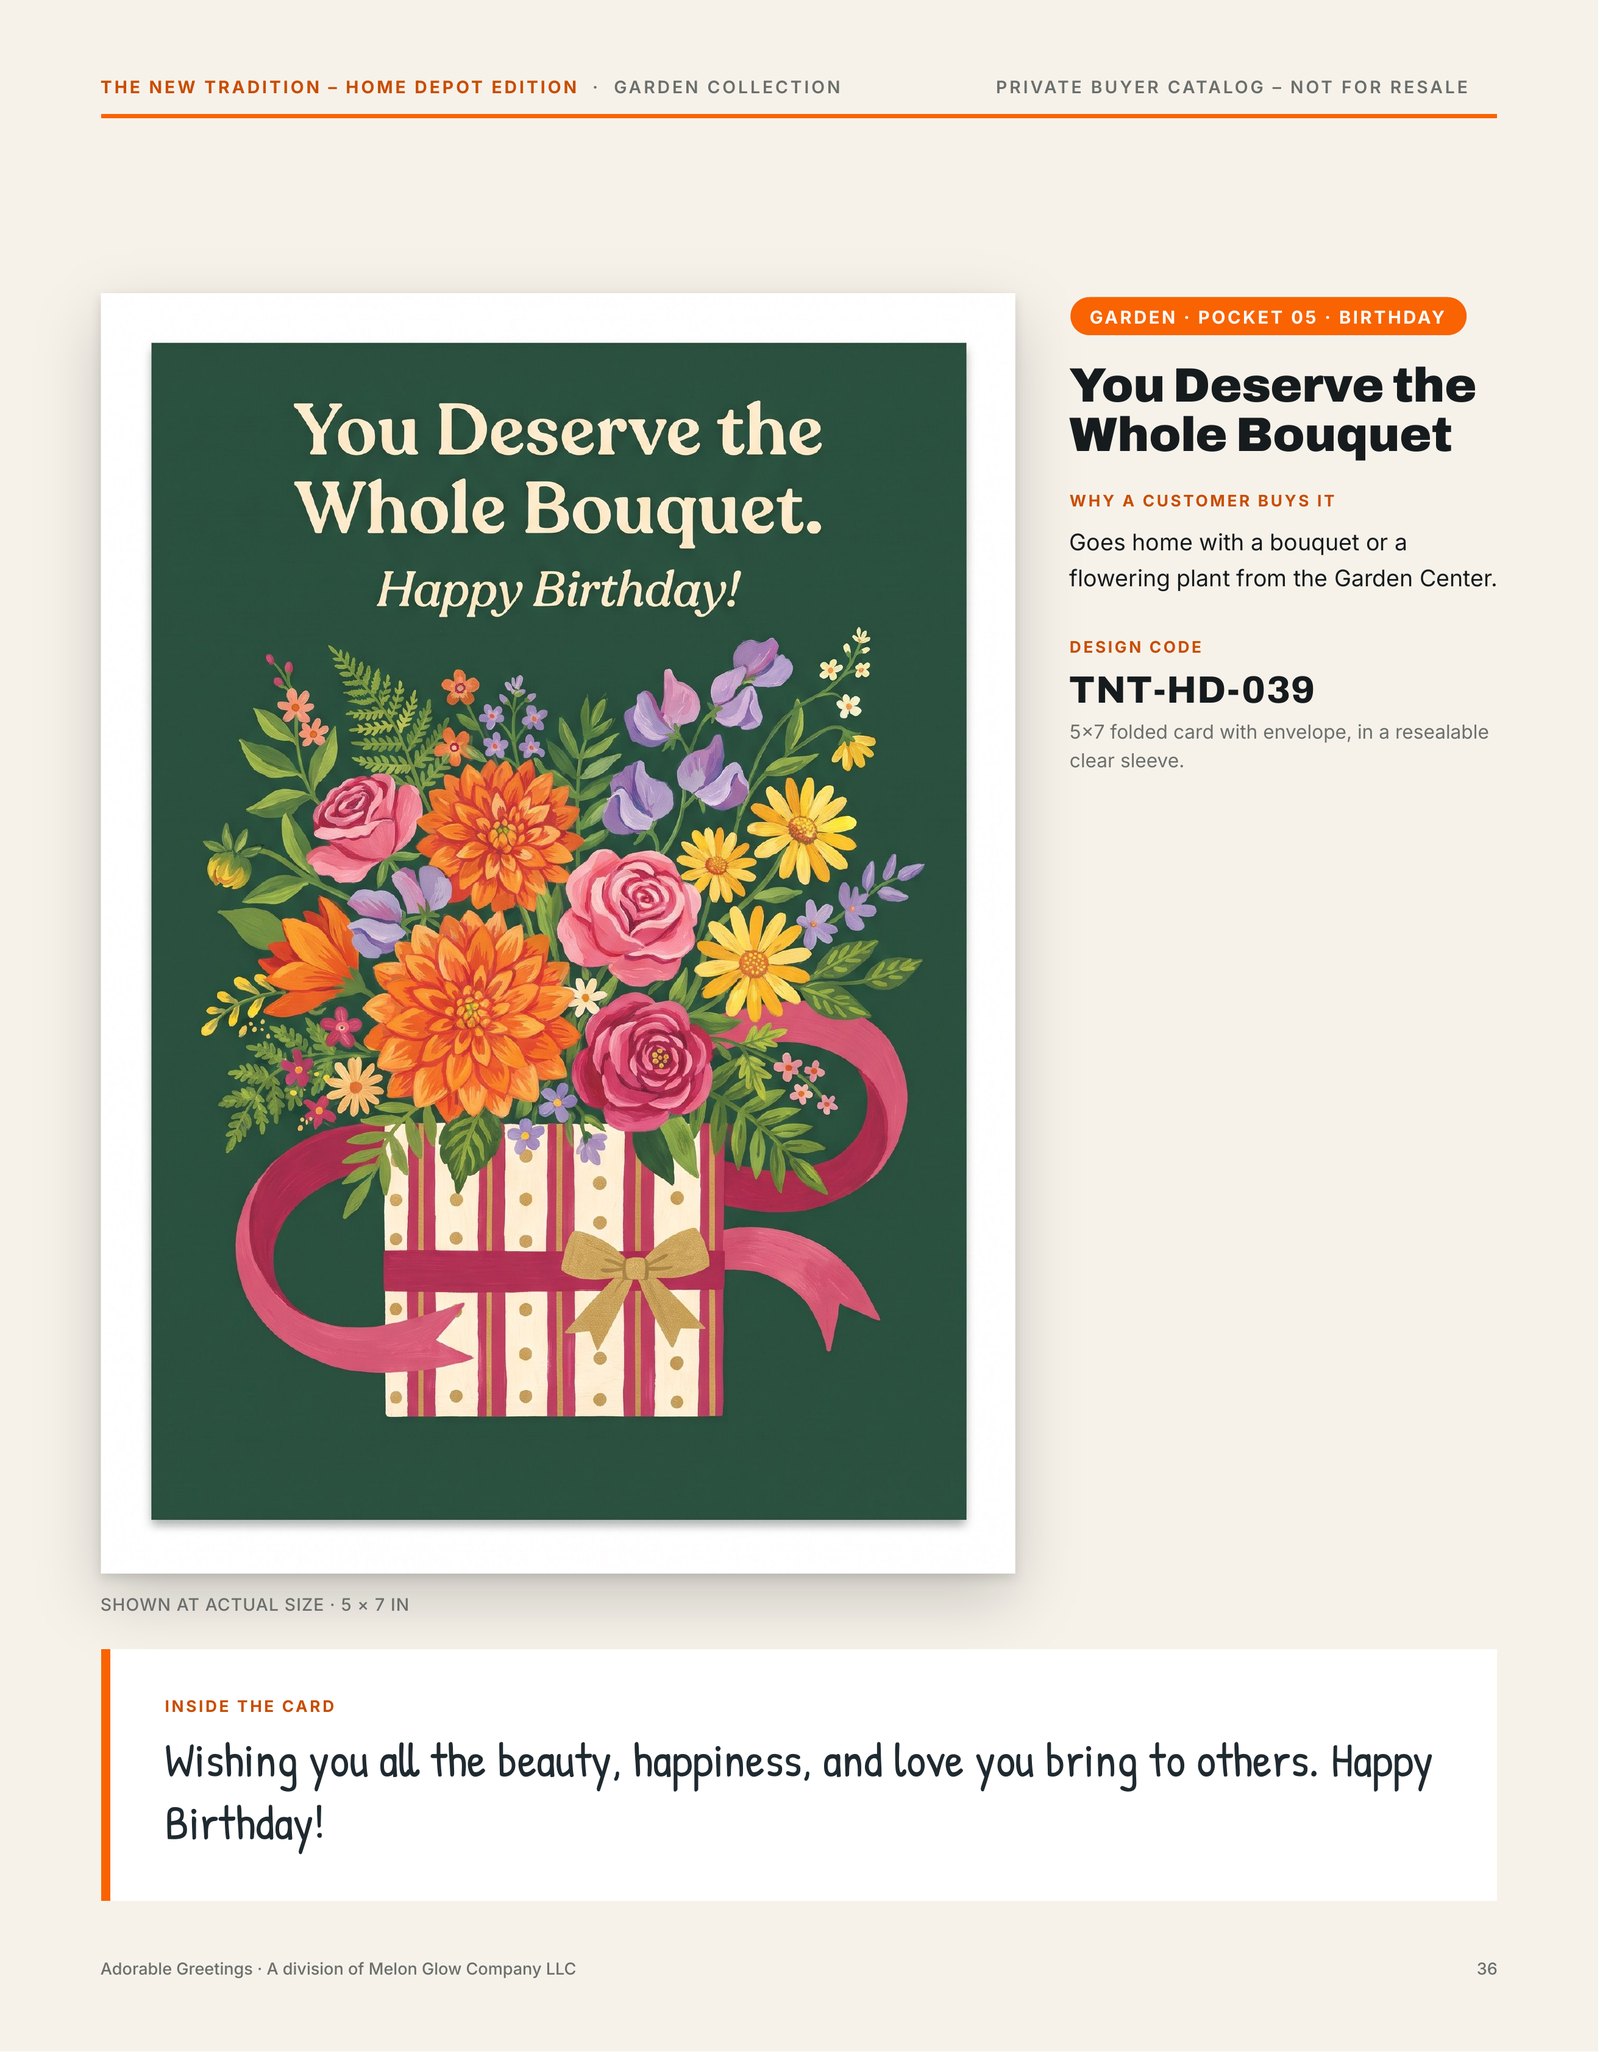 THE NEW TRADITION – HOME DEPOT EDITION · GARDEN COLLECTION
PRIVATE BUYER CATALOG – NOT FOR RESALE
You Deserve the
Whole Bouquet.
Happy Birthday!
SHOWN AT ACTUAL SIZE · 5 × 7 IN
GARDEN · POCKET 05 · BIRTHDAY
You Deserve the
Whole Bouquet
WHY A CUSTOMER BUYS IT
Goes home with a bouquet or a
flowering plant from the Garden Center.
DESIGN CODE
TNT-HD-039
5×7 folded card with envelope, in a resealable
clear sleeve.
INSIDE THE CARD
Wishing you all the beauty, happiness, and love you bring to others. Happy
Birthday!
Adorable Greetings · A division of Melon Glow Company LLC
36